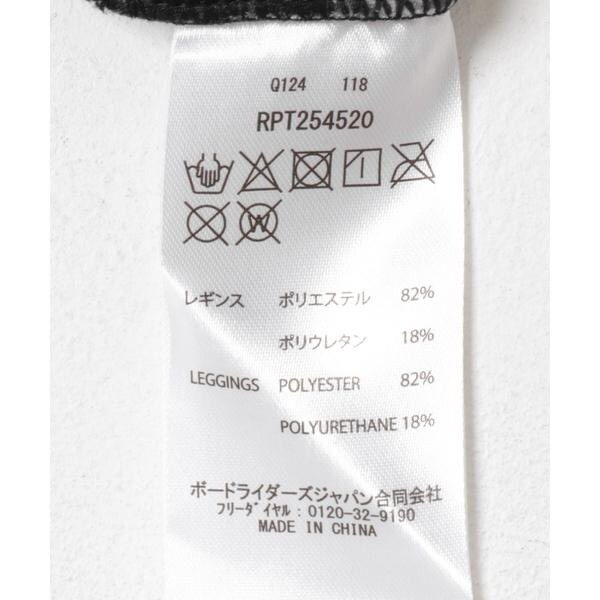 Q124 118
RPT254520
W
レギンス ポリエステル 82%
ポリウレタン 18%
LEGGINGS POLYESTER 82%
POLYURETHANE 18%
ボードライダーズジャパン合同会社
フリーダイヤル:0120-32-9190
MADE IN CHINA